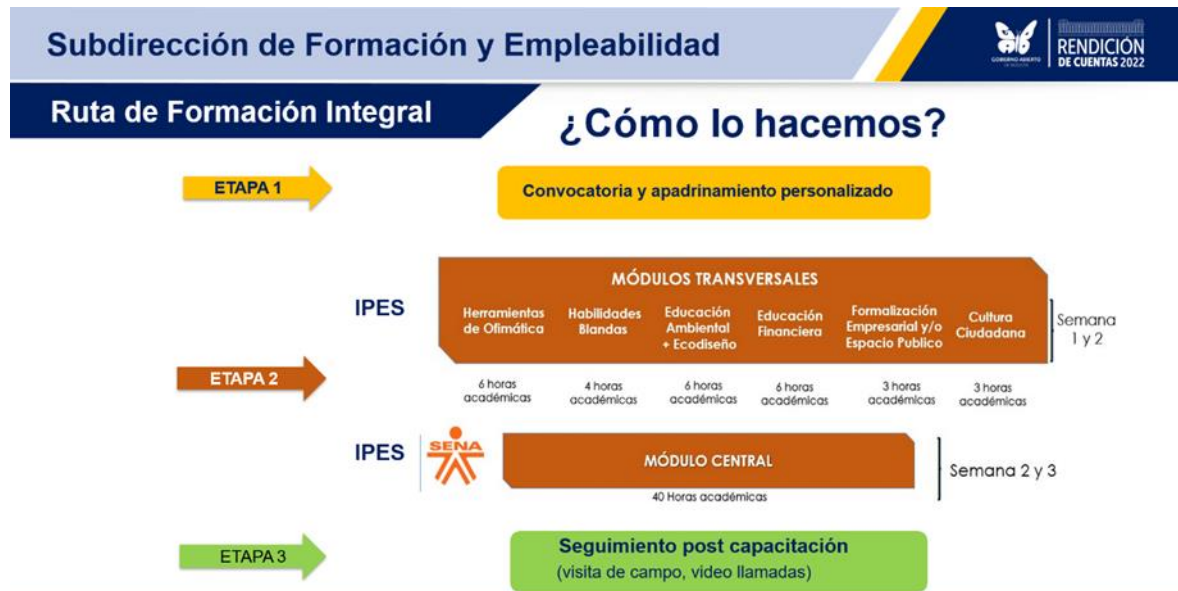 Subdirección de Formación y Empleabilidad
GOBIERNO ABIERTO
RENDICIÓN
DE CUENTAS 2022
Ruta de Formación Integral
¿Cómo lo hacemos?
ETAPA 1
Convocatoria y apadrinamiento personalizado
IPES
MÓDULOS TRANSVERSALES
Herramientas
de Ofimática
Habilidades
Blandas
Educación
Ambiental
+ Ecodiseño
Educación
Financiera
Formalización
Empresarial y/o
Espacio Publico
Cultura
Ciudadana
Semana
1 y 2
ETAPA 2
6 horas
académicas
4 horas
académicas
6 horas
académicas
6 horas
académicas
3 horas
académicas
3 horas
académicas
IPES
SENA
MÓDULO CENTRAL
Semana 2 y 3
40 Horas académicas
ETAPA 3
Seguimiento post capacitación
(visita de campo, video llamadas)